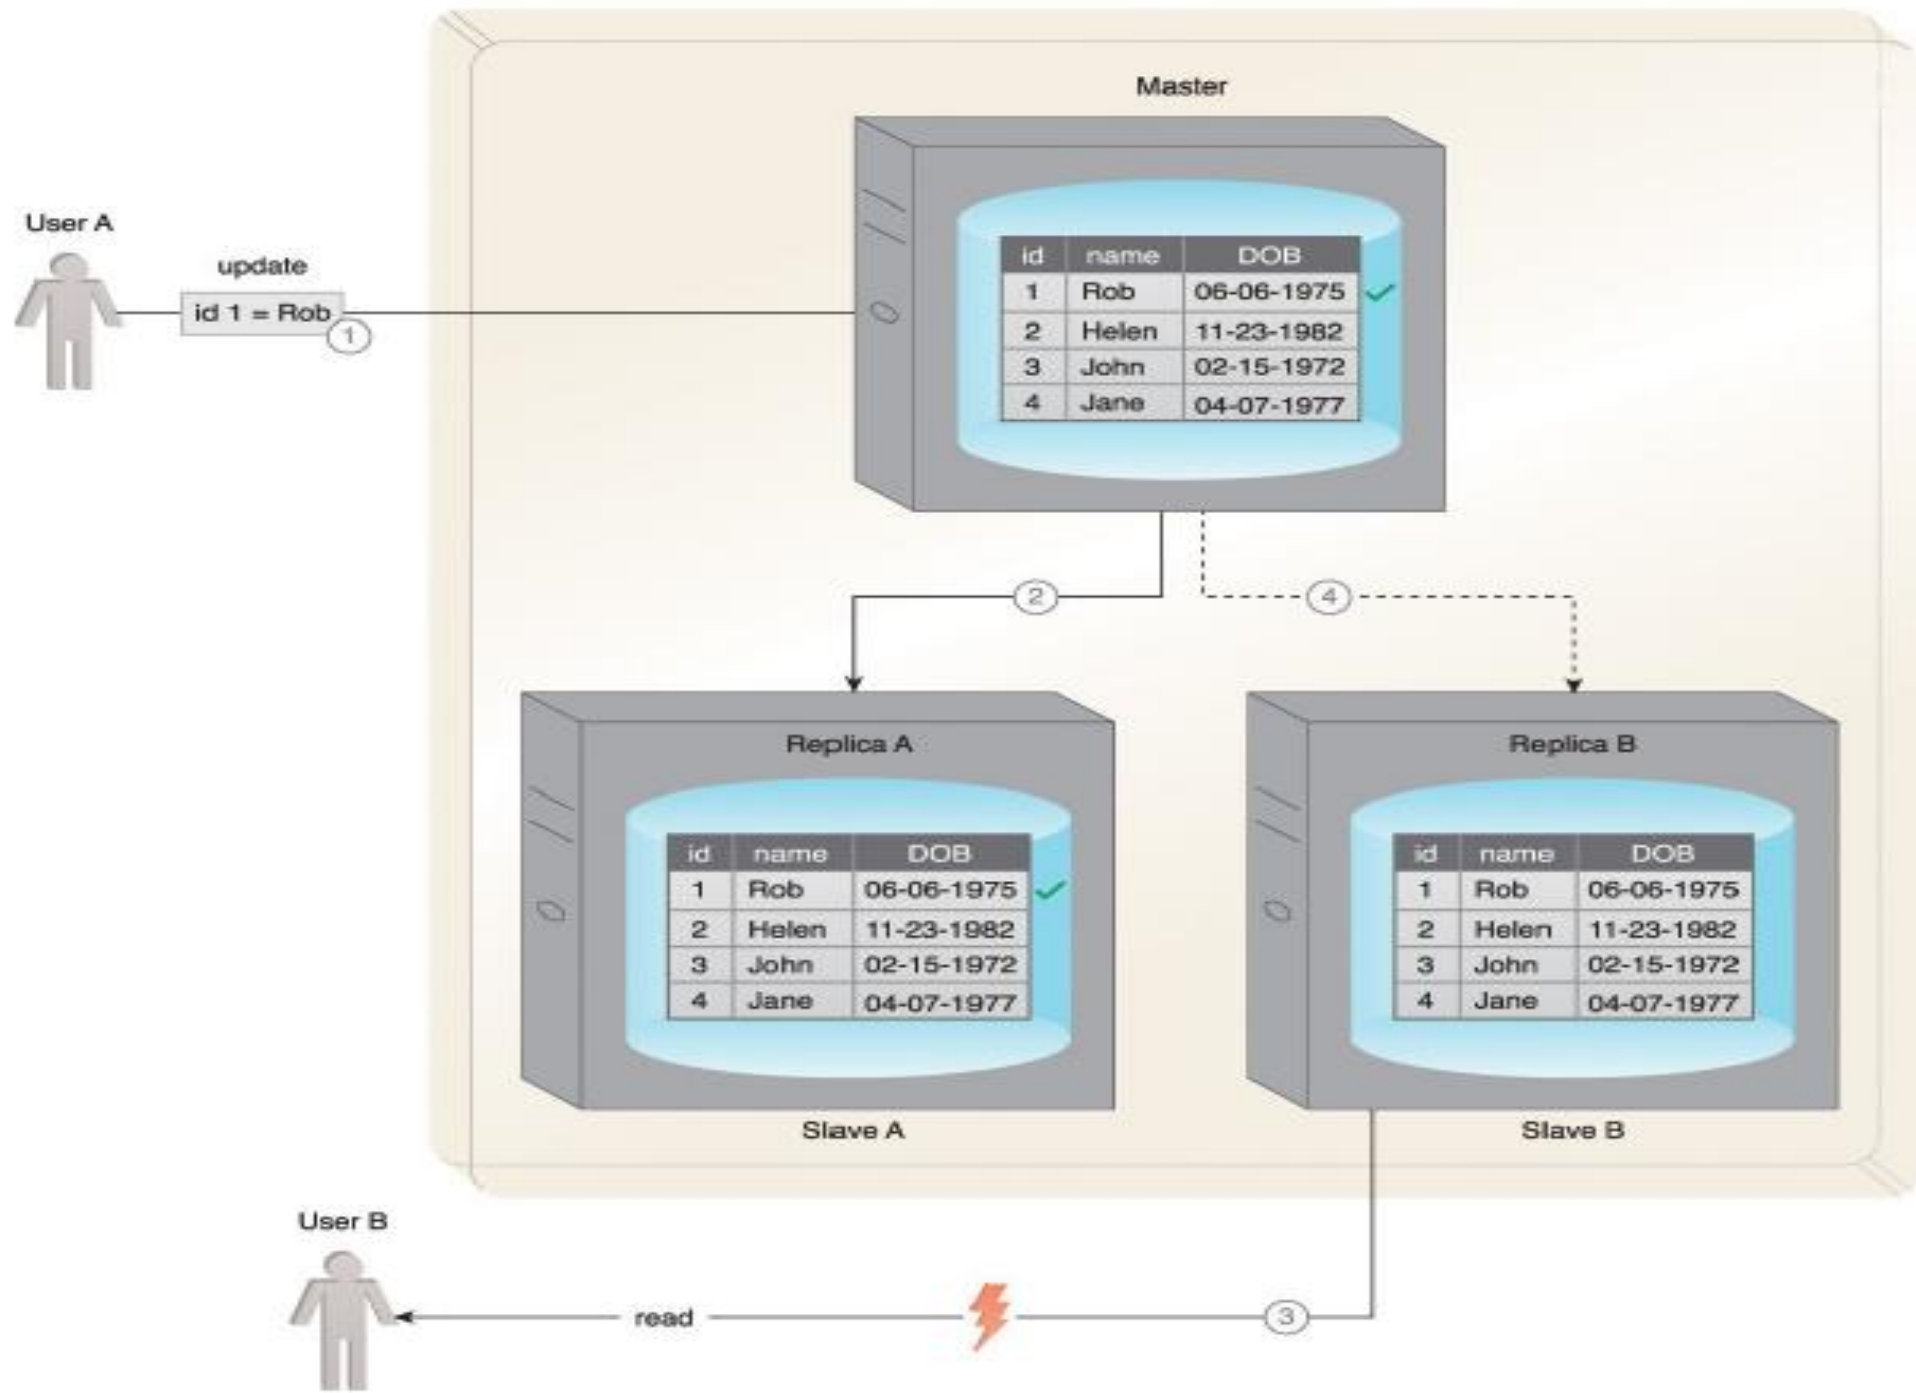 Master
User A
update
id 1 = Rob
1
id name DOB
1 Rob 06-06-1975
2 Helen 11-23-1982
3 John 02-15-1972
4 Jane 04-07-1977
2
4
Replica A
id name DOB
1 Rob 06-06-1975
2 Helen 11-23-1982
3 John 02-15-1972
4 Jane 04-07-1977
Slave A
Replica B
id name DOB
1 Rob 06-06-1975
2 Helen 11-23-1982
3 John 02-15-1972
4 Jane 04-07-1977
Slave B
User B
read
3